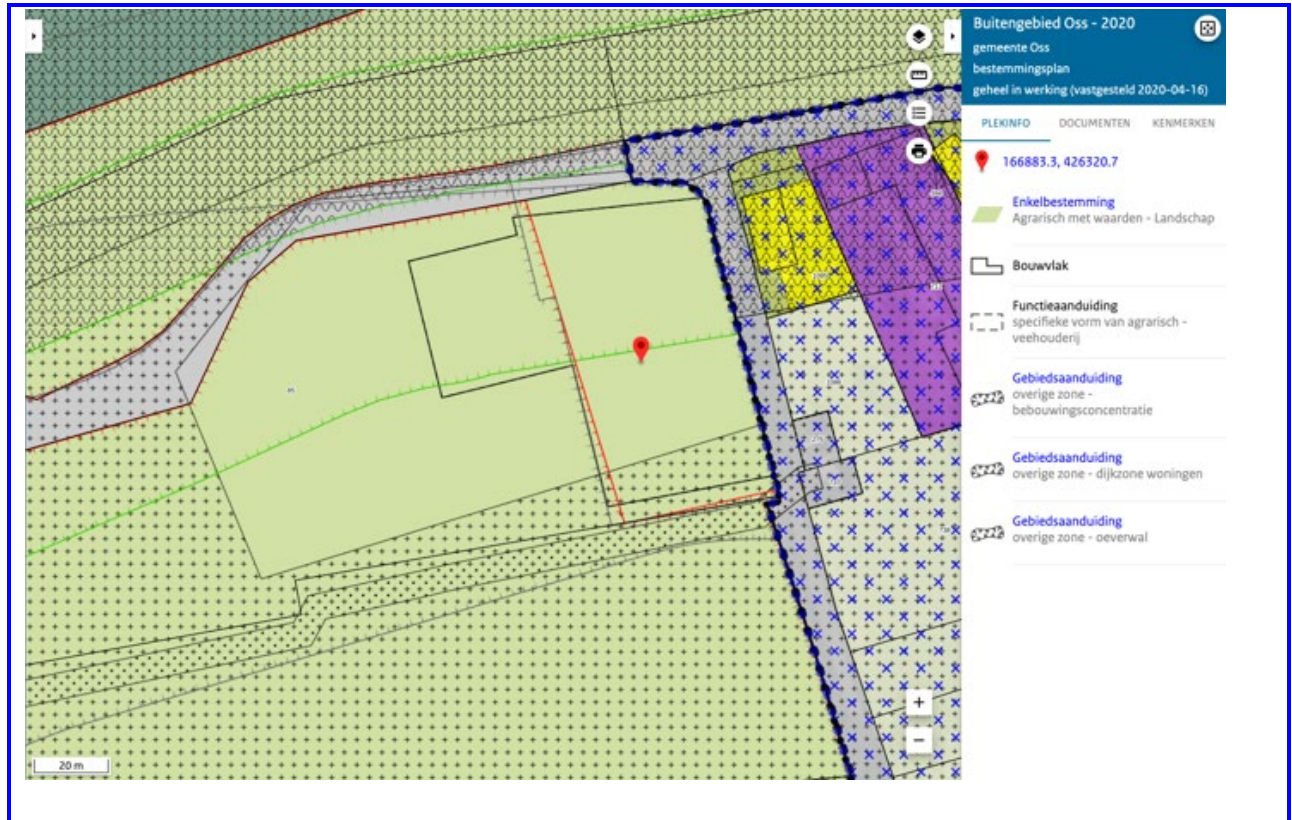 Buitengebied Oss - 2020
gemeente Oss
bestemmingsplan
geheel in werking (vastgesteld 2020-04-16)
PLEKINFO DOCUMENTEN KENMERKEN
166883.3, 426320.7
Enkelbestemming
Agrarisch met waarden - Landschap
Bouwvlak
Functieaanduiding
specifieke vorm van agrarisch -
veehouderij
Gebiedsaanduiding
overige zone -
bebouwingsconcentratie
Gebiedsaanduiding
overige zone - dijkzone woningen
Gebiedsaanduiding
overige zone - oeverwal
+
−
20 m